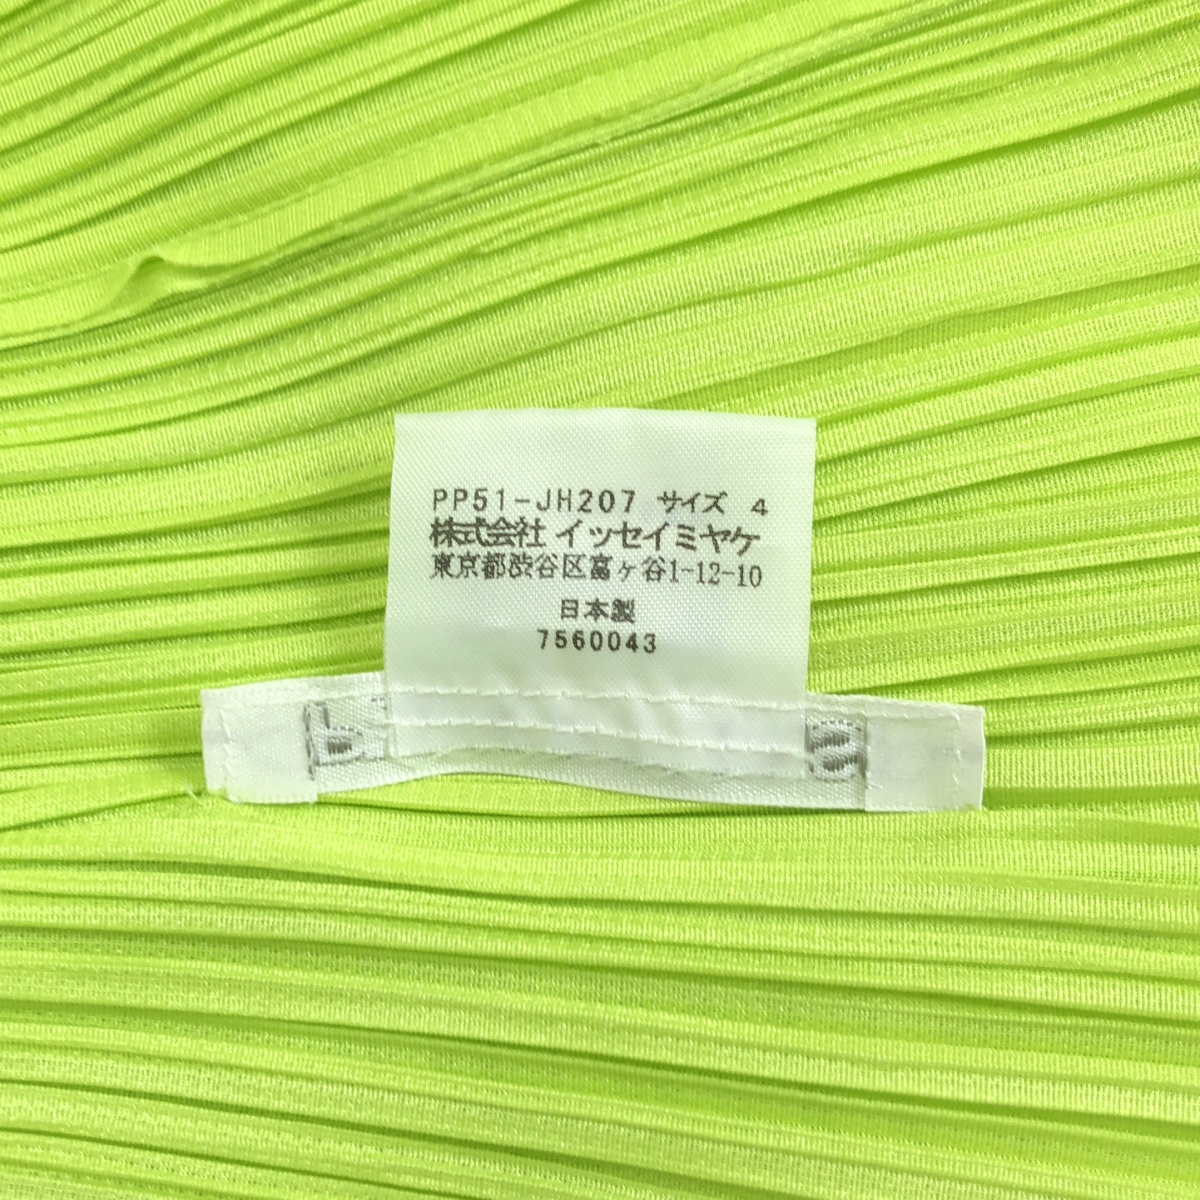 PP51-JH207 サイズ 4
株式会社 イッセイミヤケ
東京都渋谷区富ヶ谷1-12-10
日本製
7560043